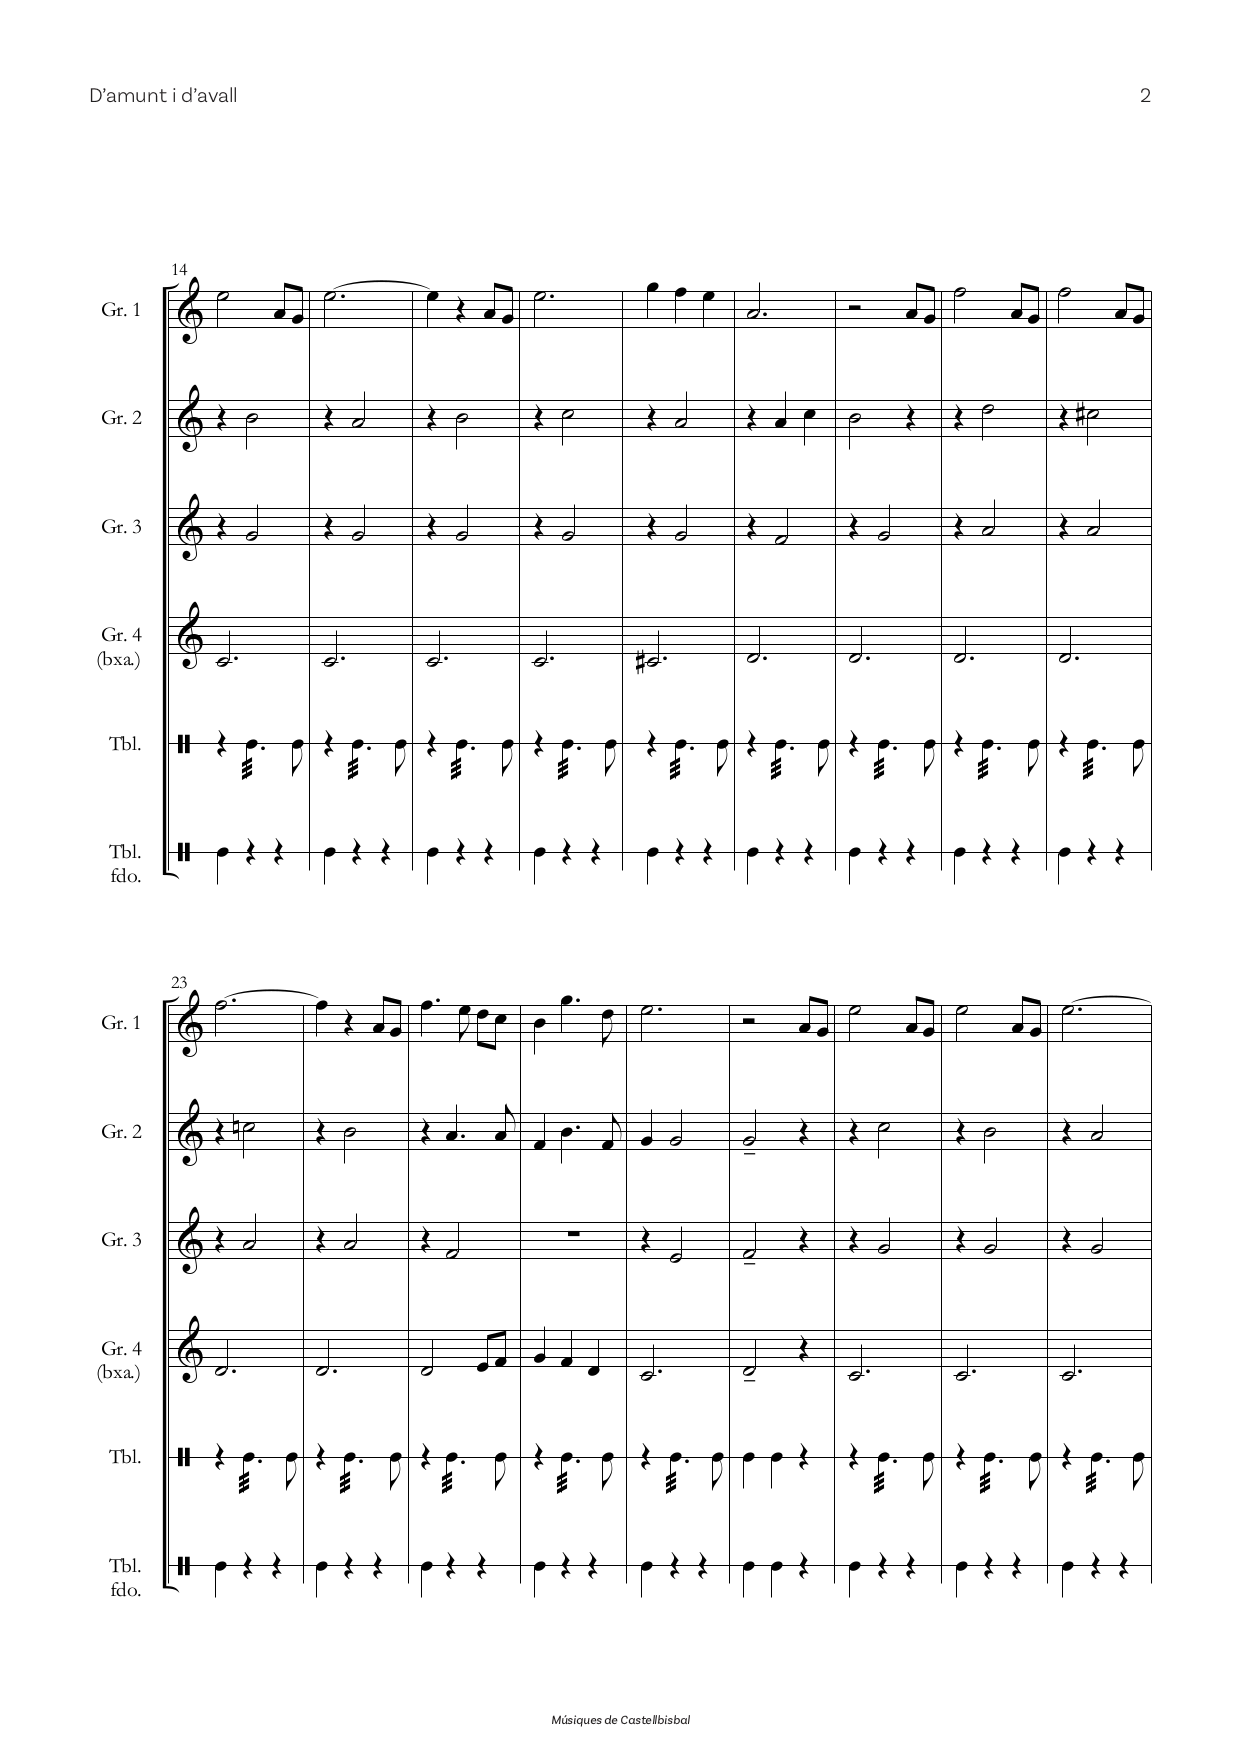 D’amunt i d’avall 2
14
Gr. 1
Gr. 2
Gr. 3
Gr. 4
(bxa.)
Tbl.
Tbl.
fdo.
23
Gr. 1
Gr. 2
Gr. 3
Gr. 4
(bxa.)
Tbl.
Tbl.
fdo.
Músiques de Castellbisbal